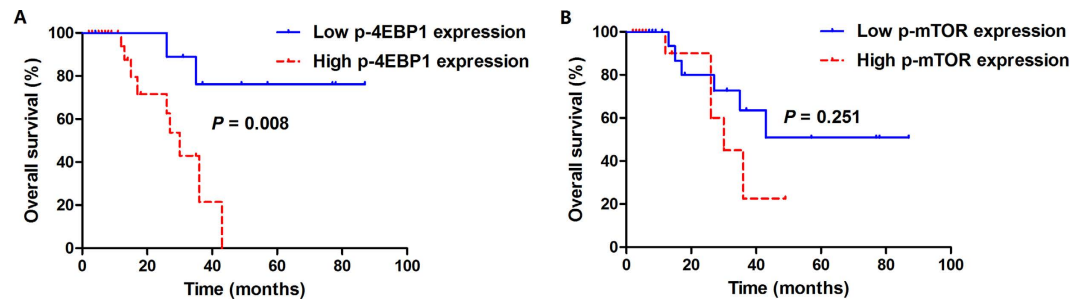 A
Low p-4EBP1 expression
High p-4EBP1 expression
P = 0.008
Overall survival (%)
100
80
60
40
20
0
0 20 40 60 80 100
Time (months)
B
Low p-mTOR expression
High p-mTOR expression
P = 0.251
Overall survival (%)
100
80
60
40
20
0
0 20 40 60 80 100
Time (months)